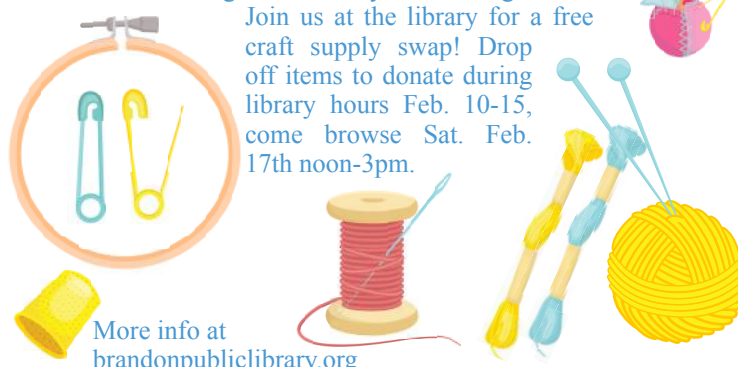 Join us at the library for a free
craft supply swap! Drop
off items to donate during
library hours Feb. 10-15,
come browse Sat. Feb.
17th noon-3pm.
More info at
brandonpubliclibrary.org